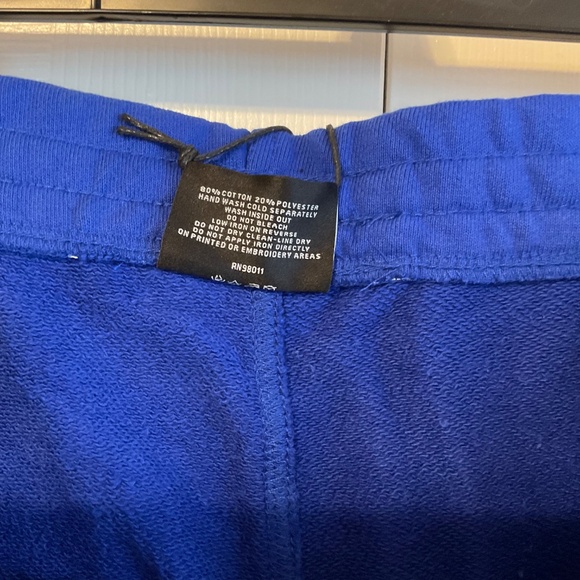 80% COTTON 20% POLYESTER
HAND WASH COLD SEPARATELY
WASH INSIDE OUT
DO NOT BLEACH
LOW IRON ON REVERSE
DO NOT DRY CLEAN-LINE DRY
DO NOT APPLY IRON DIRECTLY
ON PRINTED OR EMBROIDERY AREAS
RN98011